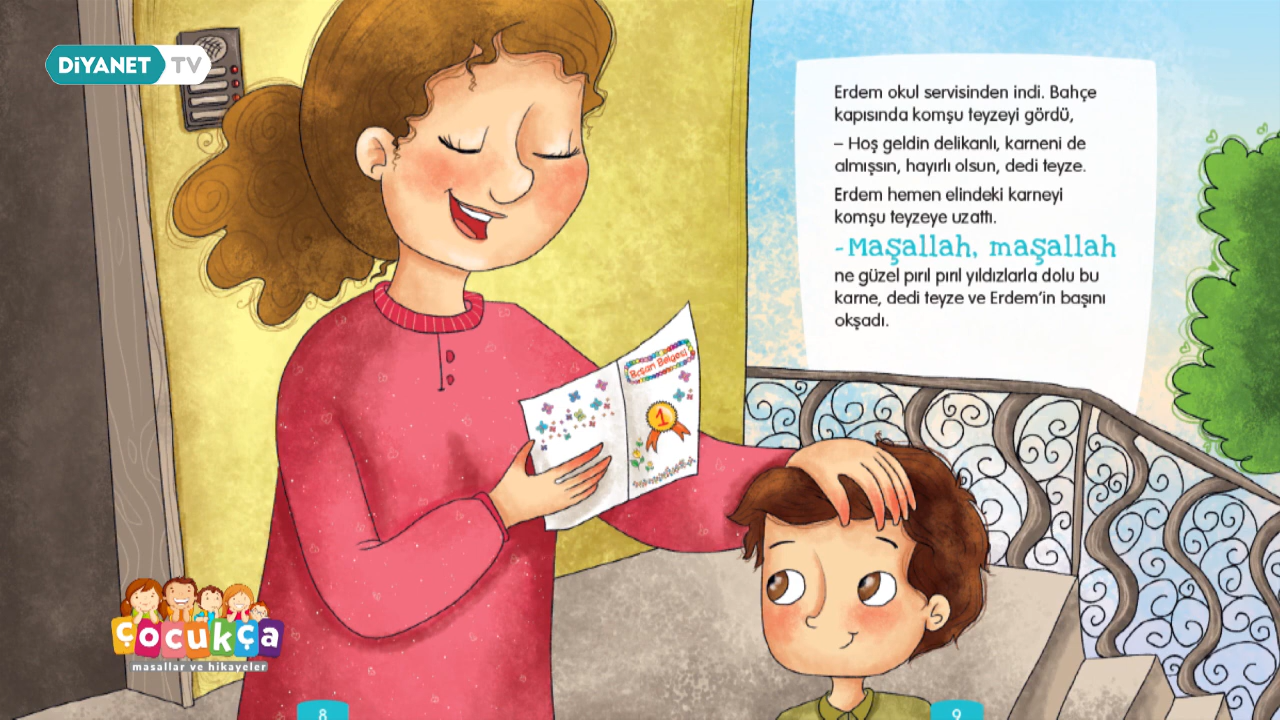 DİYANET TV
Erdem okul servisinden indi. Bahçe
kapısında komşu teyzeyi gördü,
– Hoş geldin delikanlı, karneni de
almışsın, hayırlı olsun, dedi teyze.
Erdem hemen elindeki karneyi
komşu teyzeye uzattı.
-Maşallah, maşallah
ne güzel pırıl pırıl yıldızlarla dolu bu
karne, dedi teyze ve Erdem'in başını
okşadı.
Başarı Belgesi
1
çocukça
masallar ve hikayeler
8
9